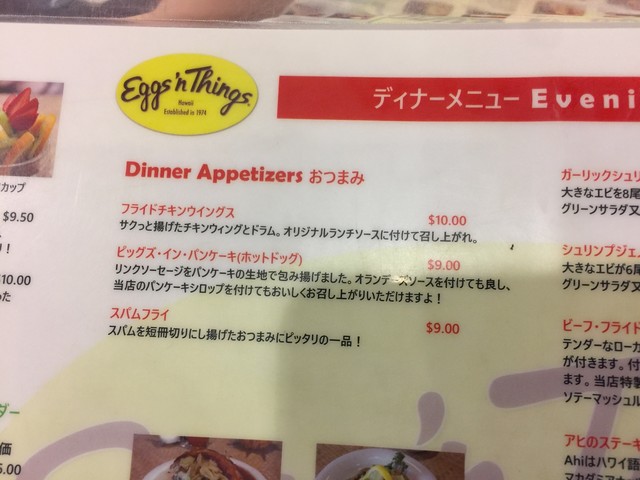 Eggs 'n Things
Hawaii
Established in 1974
ディナーメニュー Eveni
Dinner Appetizers おつまみ
フライドチキンウイングス $10.00
サクっと揚げたチキンウィングとドラム。オリジナルランチソースに付けて召し上がれ。
ピッグズ・イン・パンケーキ(ホットドッグ) $9.00
リンクソーセージをパンケーキの生地で包み揚げました。オランデーズソースを付けても良し、
当店のパンケーキシロップを付けてもおいしくお召し上がりいただけますよ！
スパムフライ $9.00
スパムを短冊切りにし揚げたおつまみにピッタリの一品！
カップ
$9.50
り！
$10.00
った
ダー
価
5.00
ガーリックシュリ
大きなエビを8尾
グリーンサラダ又
シュリンプジェノ
大きなエビが6尾
グリーンサラダ又
ビーフ・フライド
テンダーなローカ
が付きます。付
ます。当店特製
ソテーマッシュル
アヒのステーキ
Ahiはハワイ語
マカダミアナ